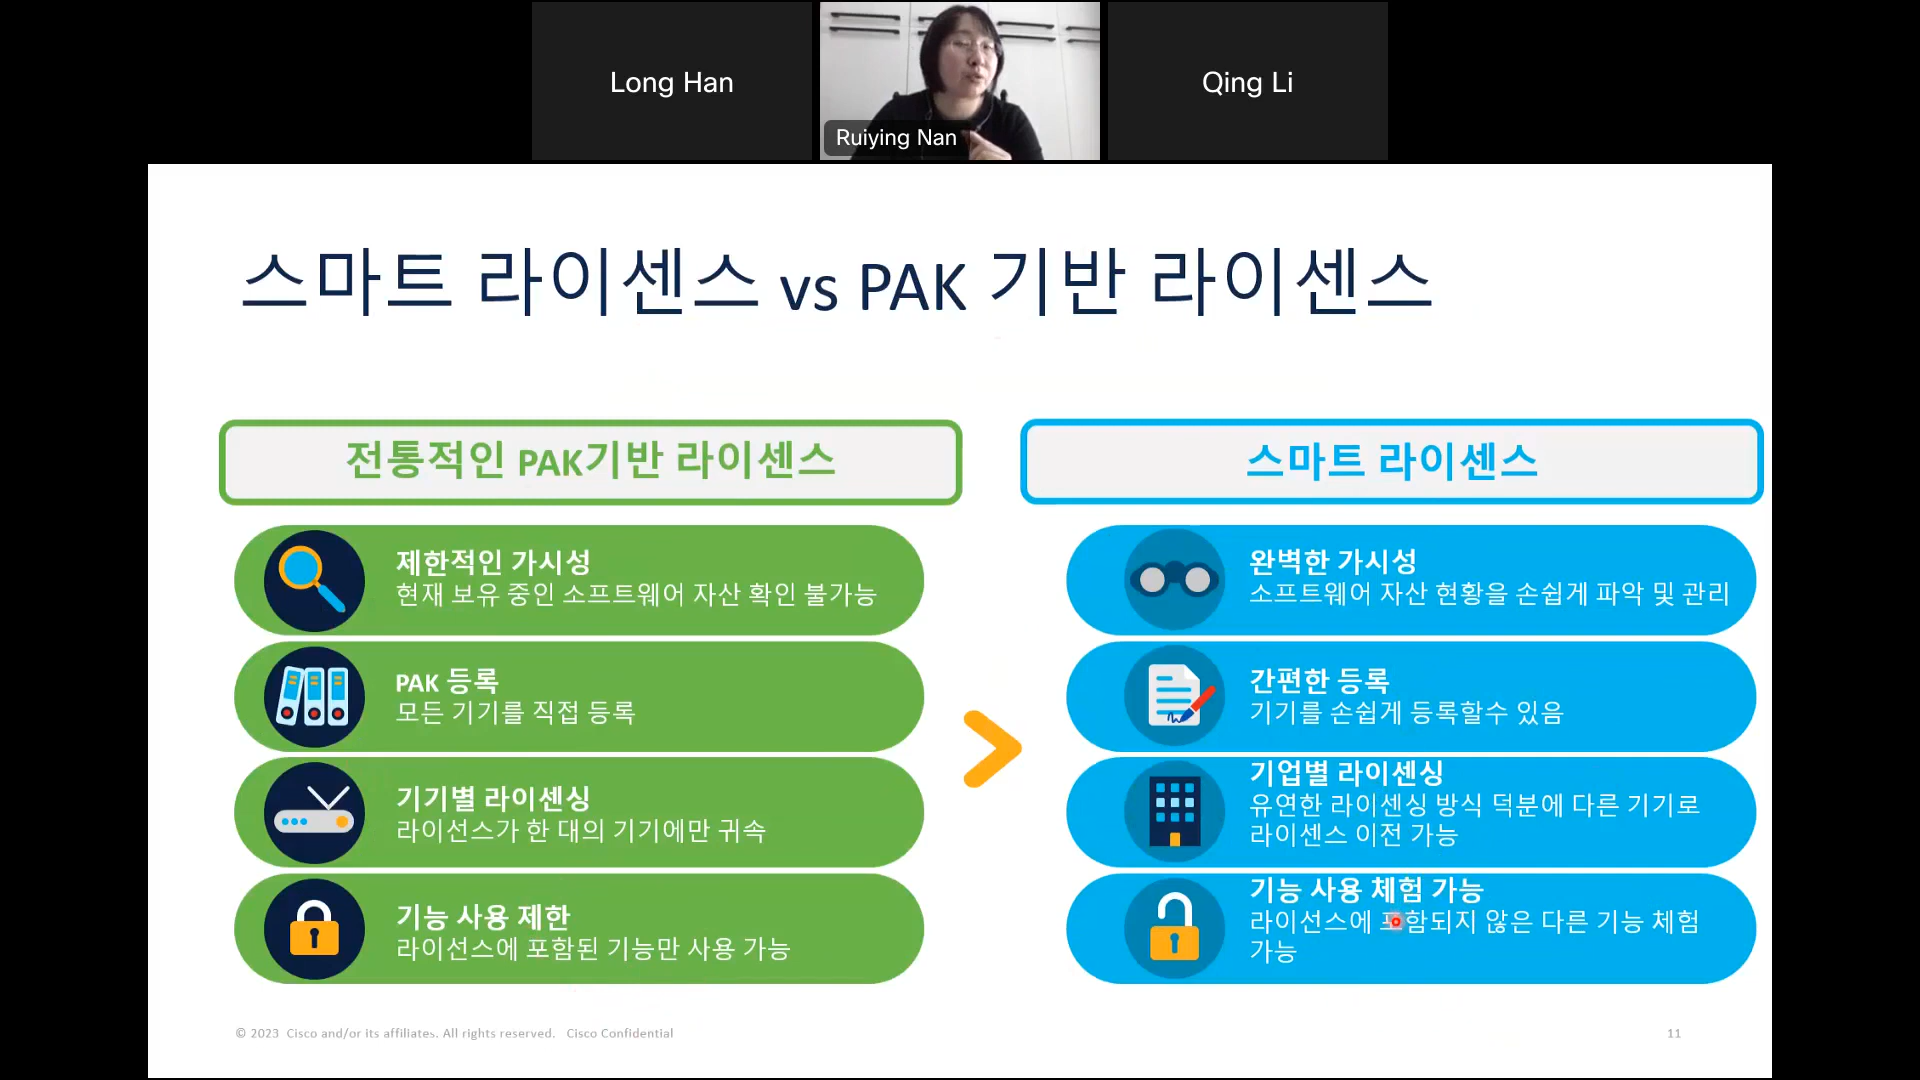 Long Han
Ruiying Nan
Qing Li
스마트 라이센스 vs PAK 기반 라이센스
전통적인 PAK기반 라이센스
제한적인 가시성
현재 보유 중인 소프트웨어 자산 확인 불가능
PAK 등록
모든 기기를 직접 등록
기기별 라이센싱
라이선스가 한 대의 기기에만 귀속
기능 사용 제한
라이선스에 포함된 기능만 사용 가능
스마트 라이센스
완벽한 가시성
소프트웨어 자산 현황을 손쉽게 파악 및 관리
간편한 등록
기기를 손쉽게 등록할수 있음
기업별 라이센싱
유연한 라이센싱 방식 덕분에 다른 기기로
라이센스 이전 가능
기능 사용 체험 가능
라이선스에 포함되지 않은 다른 기능 체험
가능
© 2023 Cisco and/or its affiliates. All rights reserved. Cisco Confidential
11